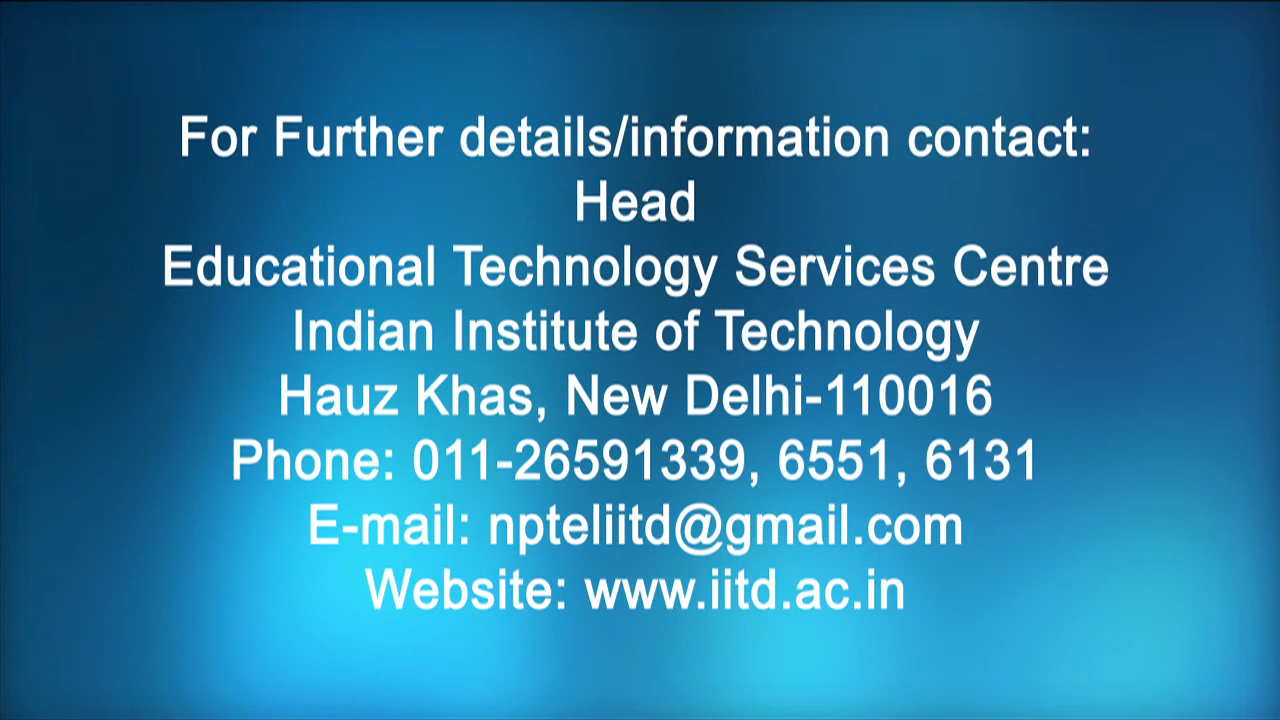 For Further details/information contact:
Head
Educational Technology Services Centre
Indian Institute of Technology
Hauz Khas, New Delhi-110016
Phone: 011-26591339, 6551, 6131
E-mail: npteliitd@gmail.com
Website: www.iitd.ac.in